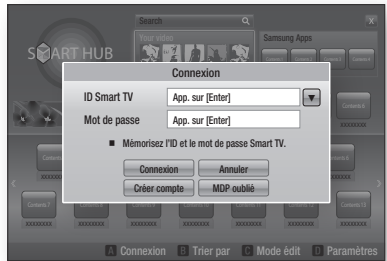 Search
X
Your video
Samsung Apps
SMART HUB
Connexion
ID Smart TV
App. sur [Enter]
▼
Mot de passe
App. sur [Enter]
■ Mémorisez l'ID et le mot de passe Smart TV.
Connexion
Annuler
Créer compte
MDP oublié
A Connexion B Trier par C Mode édit D Paramètres